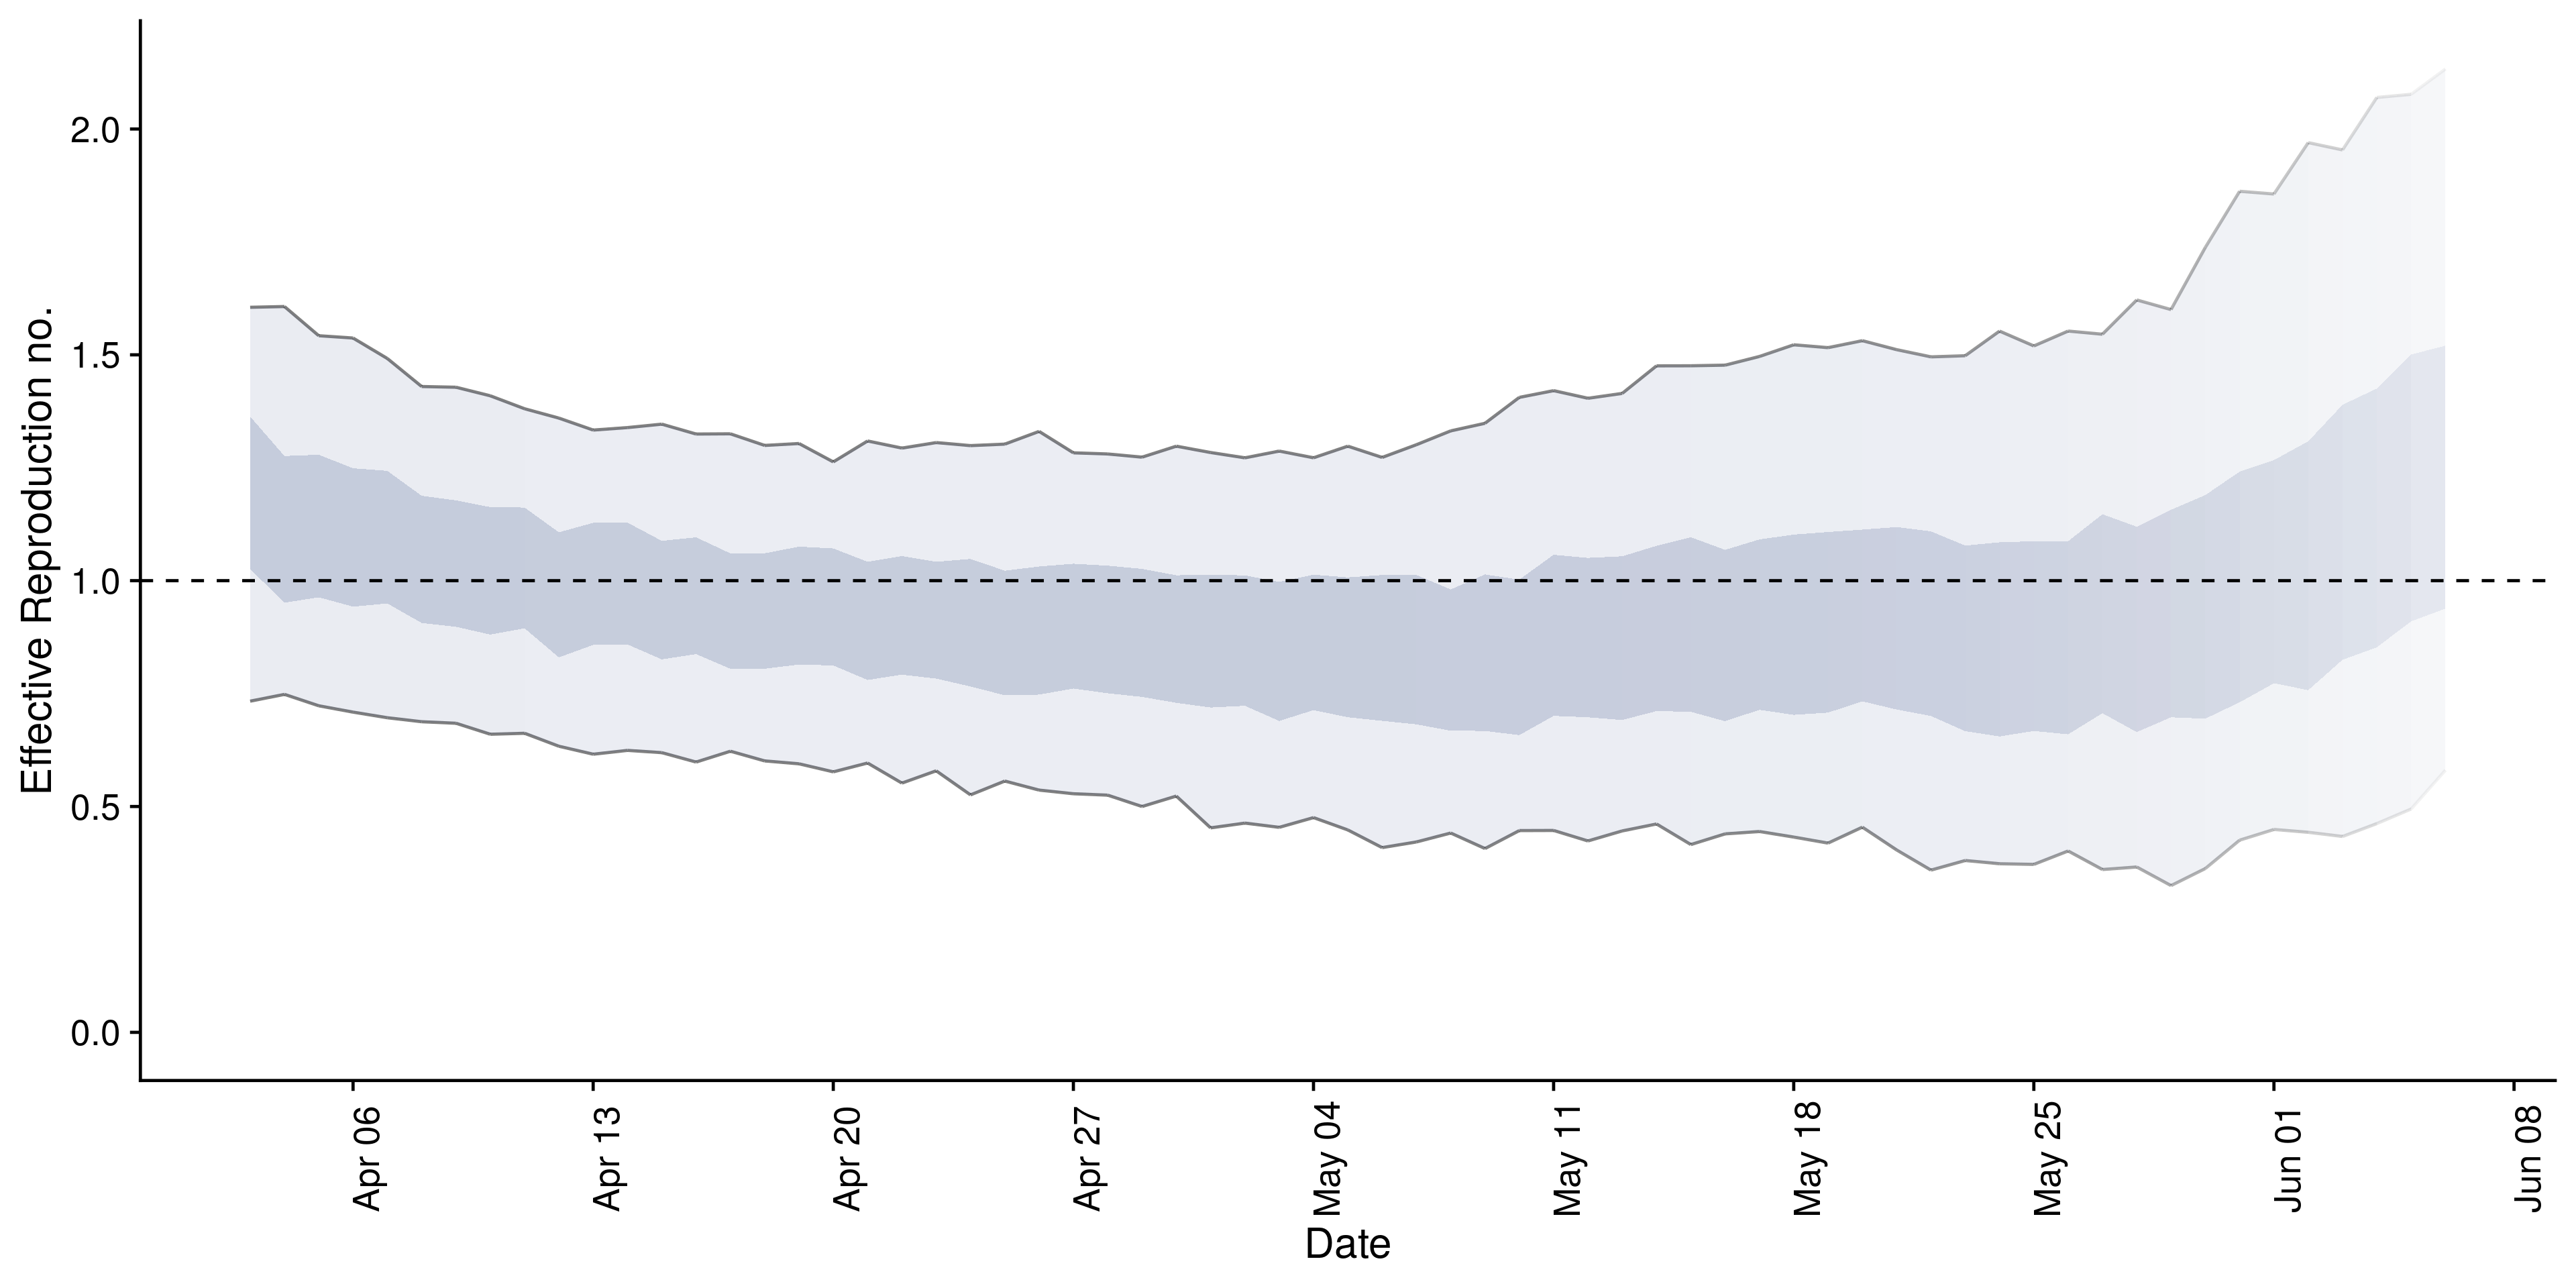 Effective Reproduction no.
2.0
1.5
1.0
0.5
0.0
Apr 06
Apr 13
Apr 20
Apr 27
May 04
May 11
May 18
May 25
Jun 01
Jun 08
Date